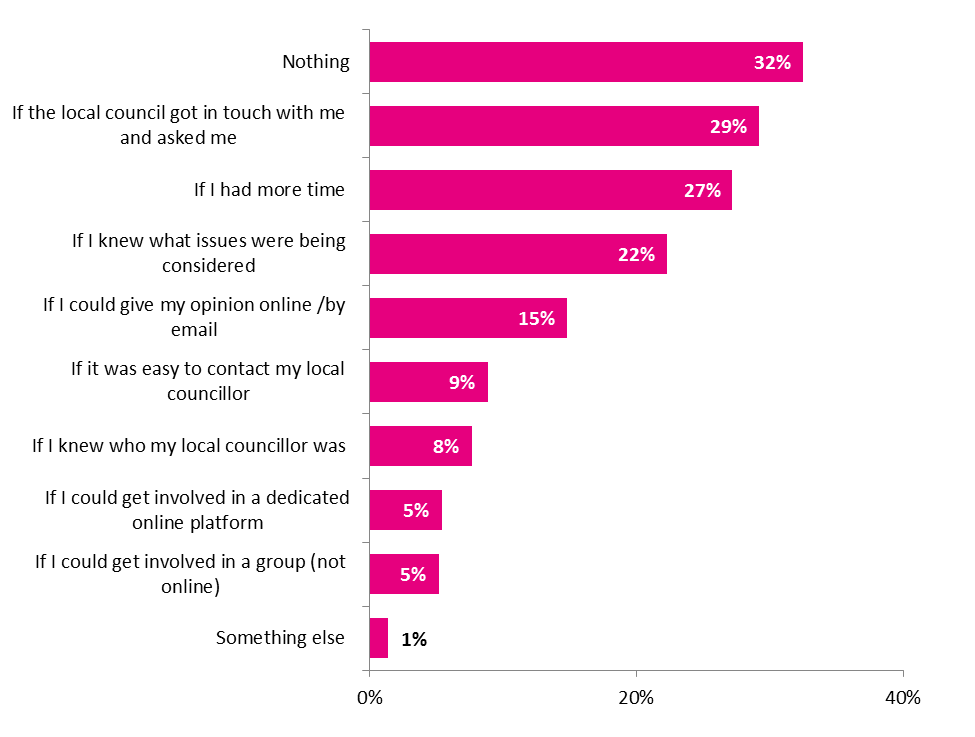 Nothing
32%
If the local council got in touch with me
and asked me
29%
If I had more time
27%
If I knew what issues were being
considered
22%
If I could give my opinion online /by
email
15%
If it was easy to contact my local
councillor
9%
If I knew who my local councillor was
8%
If I could get involved in a dedicated
online platform
5%
If I could get involved in a group (not
online)
5%
Something else
1%
0%
20%
40%